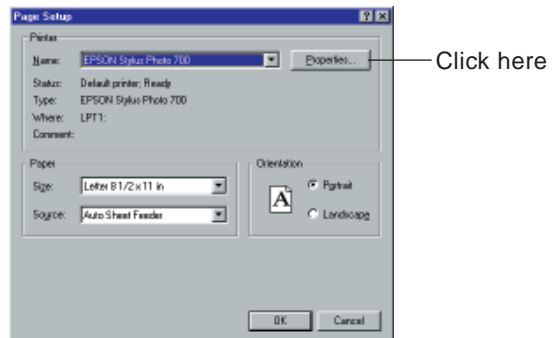 Page Setup
Printer
Name: EPSON Stylus Photo 700 Properties...
Click here
Status: Default printer; Ready
Type: EPSON Stylus Photo 700
Where: LPT1:
Comment:
Paper
Size: Letter 8 1/2 x 11 in
Source: Auto Sheet Feeder
Orientation
A
Portrait
Landscape
OK Cancel